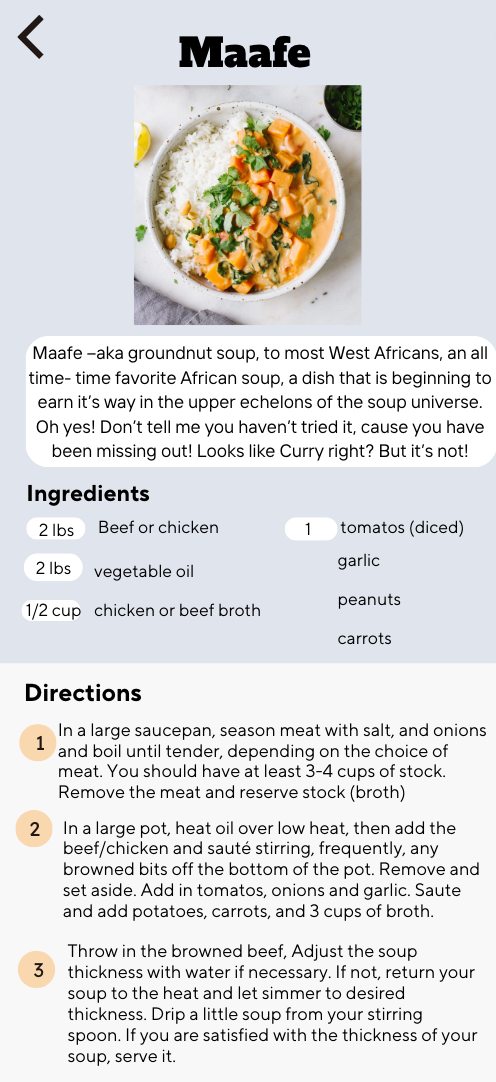 Maafe
Maafe –aka groundnut soup, to most West Africans, an all
time- time favorite African soup, a dish that is beginning to
earn it's way in the upper echelons of the soup universe.
Oh yes! Don't tell me you haven't tried it, cause you have
been missing out! Looks like Curry right? But it's not!
Ingredients
2 lbs Beef or chicken
2 lbs vegetable oil
1/2 cup chicken or beef broth
1 tomatos (diced)
garlic
peanuts
carrots
Directions
1 In a large saucepan, season meat with salt, and onions
and boil until tender, depending on the choice of
meat. You should have at least 3-4 cups of stock.
Remove the meat and reserve stock (broth)
2 In a large pot, heat oil over low heat, then add the
beef/chicken and sauté stirring, frequently, any
browned bits off the bottom of the pot. Remove and
set aside. Add in tomatos, onions and garlic. Saute
and add potatoes, carrots, and 3 cups of broth.
3 Throw in the browned beef, Adjust the soup
thickness with water if necessary. If not, return your
soup to the heat and let simmer to desired
thickness. Drip a little soup from your stirring
spoon. If you are satisfied with the thickness of your
soup, serve it.